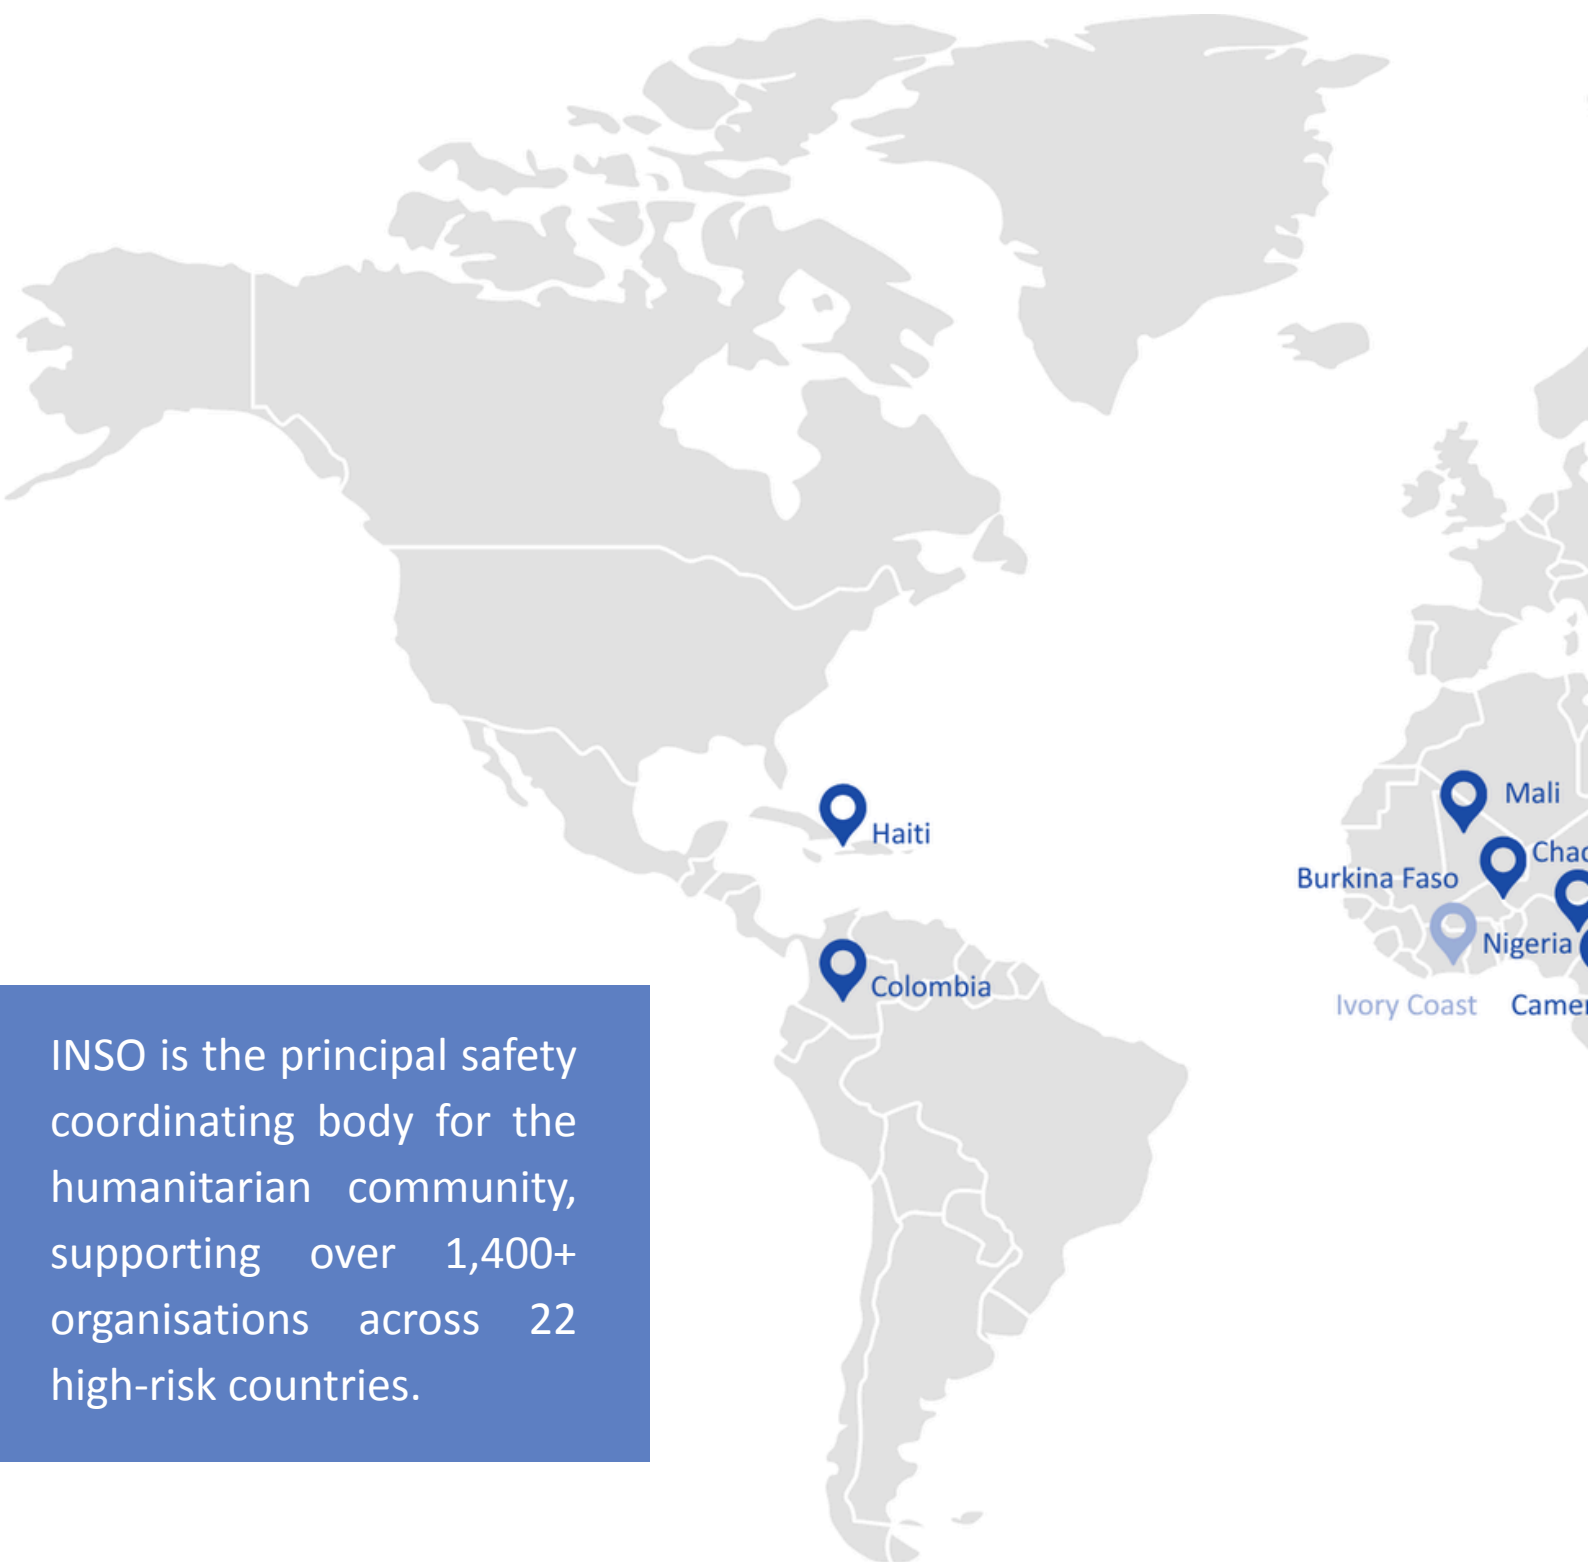 Haiti
Mali
Burkina Faso
Nigeria
Colombia
Ivory Coast
INSO is the principal safety
coordinating body for the
humanitarian community,
supporting over 1,400+
organisations across 22
high-risk countries.